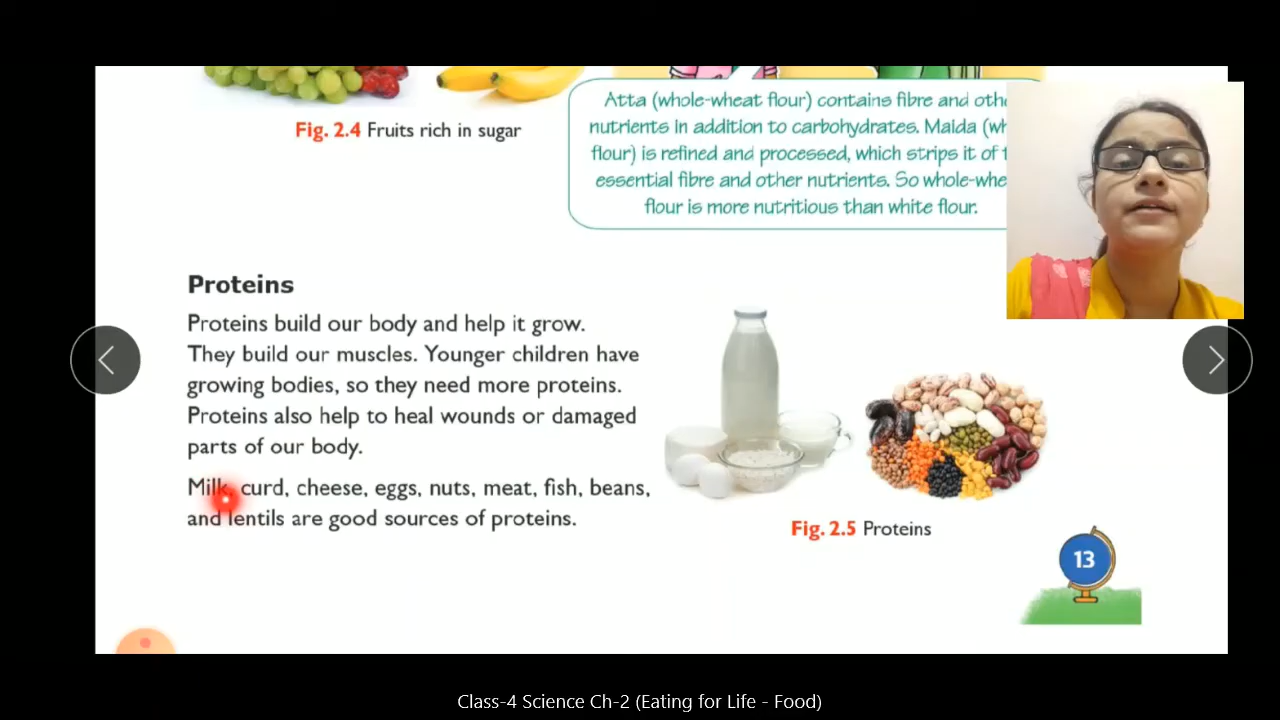 Fig. 2.4 Fruits rich in sugar
Atta (whole-wheat flour) contains fibre and
nutrients in addition to carbohydrates. Maida
flour) is refined and processed, which strips it of
essential fibre and other nutrients. So
flour is more nutritious than white flour.
Proteins
Proteins build our body and help it grow.
They build our muscles. Younger children have
growing bodies, so they need more proteins.
Proteins also help to heal wounds or damaged
parts of our body.
Milk, curd, cheese, eggs, nuts, meat, fish, beans,
and lentils are good sources of proteins.
Fig. 2.5 Proteins
13
Class-4 Science Ch-2 (Eating for Life - Food)